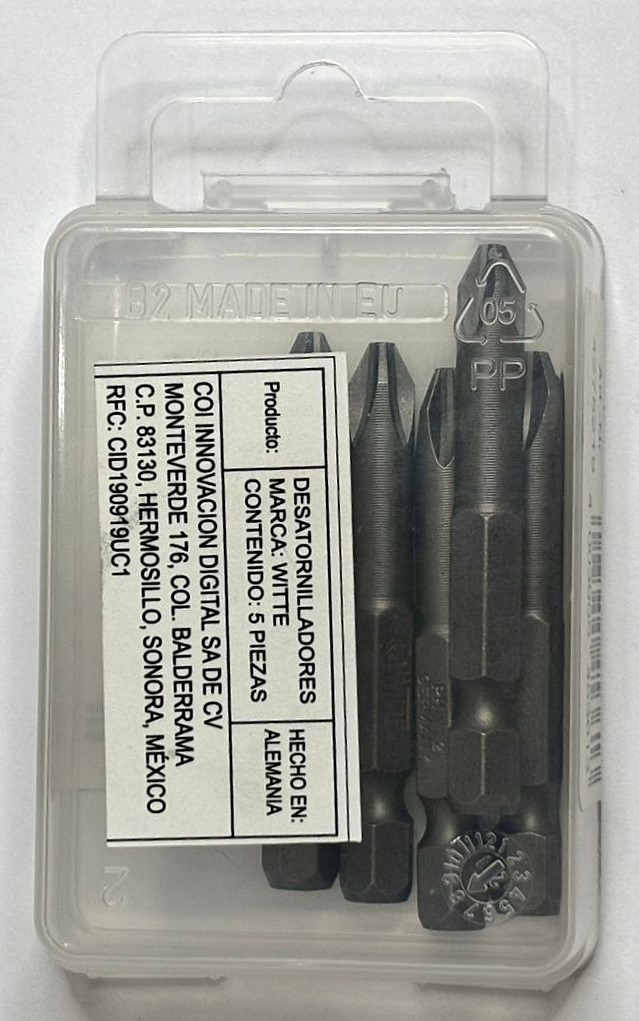 B2 MADE IN EU
05
PP
Producto:
DESATORNILLADORES
MARCA: WITTE
CONTENIDO: 5 PIEZAS
HECHO EN:
ALEMANIA
COI INNOVACION DIGITAL SA DE CV
MONTEVERDE 176, COL. BALDERRAMA
C.P. 83130, HERMOSILLO, SONORA, MÉXICO
RFC: CID190919UC1
2